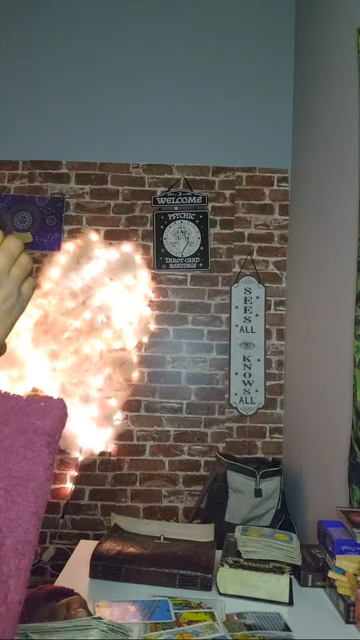 WELCOME
PSYCHIC
TAROT CARD
READINGS
SEES
ALL
KNOWS
ALL